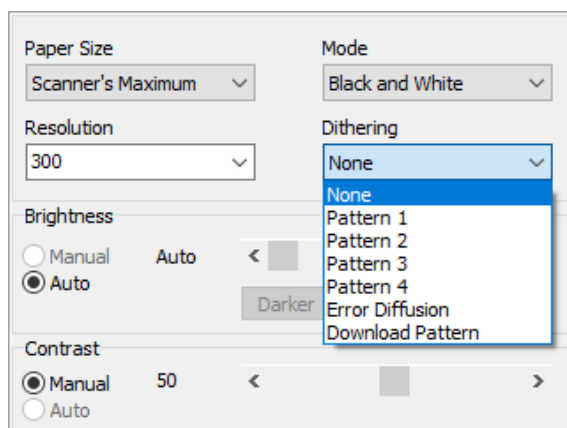 Paper Size
Mode
Scanner's Maximum
Black and White
Resolution
Dithering
300
None
None
Pattern 1
Pattern 2
Pattern 3
Pattern 4
Error Diffusion
Download Pattern
Brightness
Manual
Auto
Auto
Darker
Contrast
Manual
50
Auto